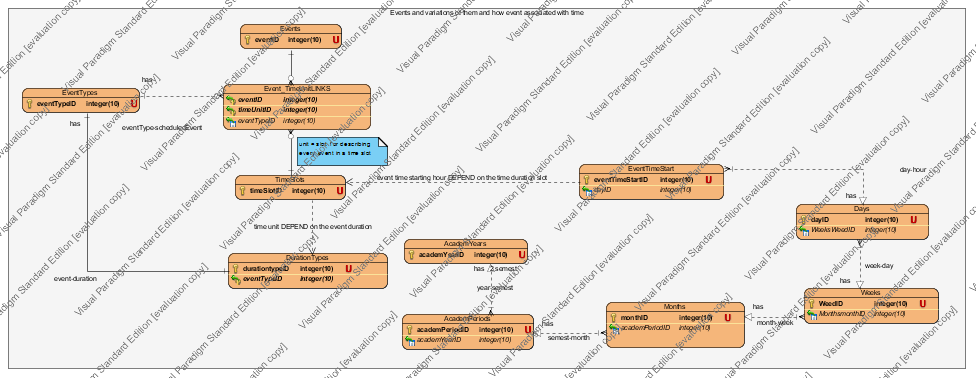 Events and variations of them and how event associated with time
Events
eventID integer(10) U
has
EventTypes
eventTypeID integer(10) U
has
eventType schedule Event
Event_TimeUnitLINKS
eventID integer(10)
timeUnitID integer(10)
eventTypeID integer(10)
unit = slot for describing
every event in a time slot
TimeSlots
timeSlotID integer(10) U
event time starting hour DEPEND on the time duration slot
EventTimeStart
eventTimeStartID integer(10) U
dayID integer(10)
day-hour
has
Days
dayID integer(10) U
WeeksWeedID integer(10)
time unit DEPEND on the event duration
DurationTypes
durationtypeID integer(10) U
eventTypeID integer(10)
event-duration
AcademYears
academYearID integer(10) U
has 2 semest
year-semest
week-day
has
Weeks
WeedID integer(10) U
MonthsmonthID integer(10)
AcademPeriods
academPeriodID integer(10) U
academYearID integer(10)
has
semest-month
Months
monthID integer(10) U
academPeriodID integer(10)
has
month-week
Visual Paradigm Standard Edition [evaluation copy]